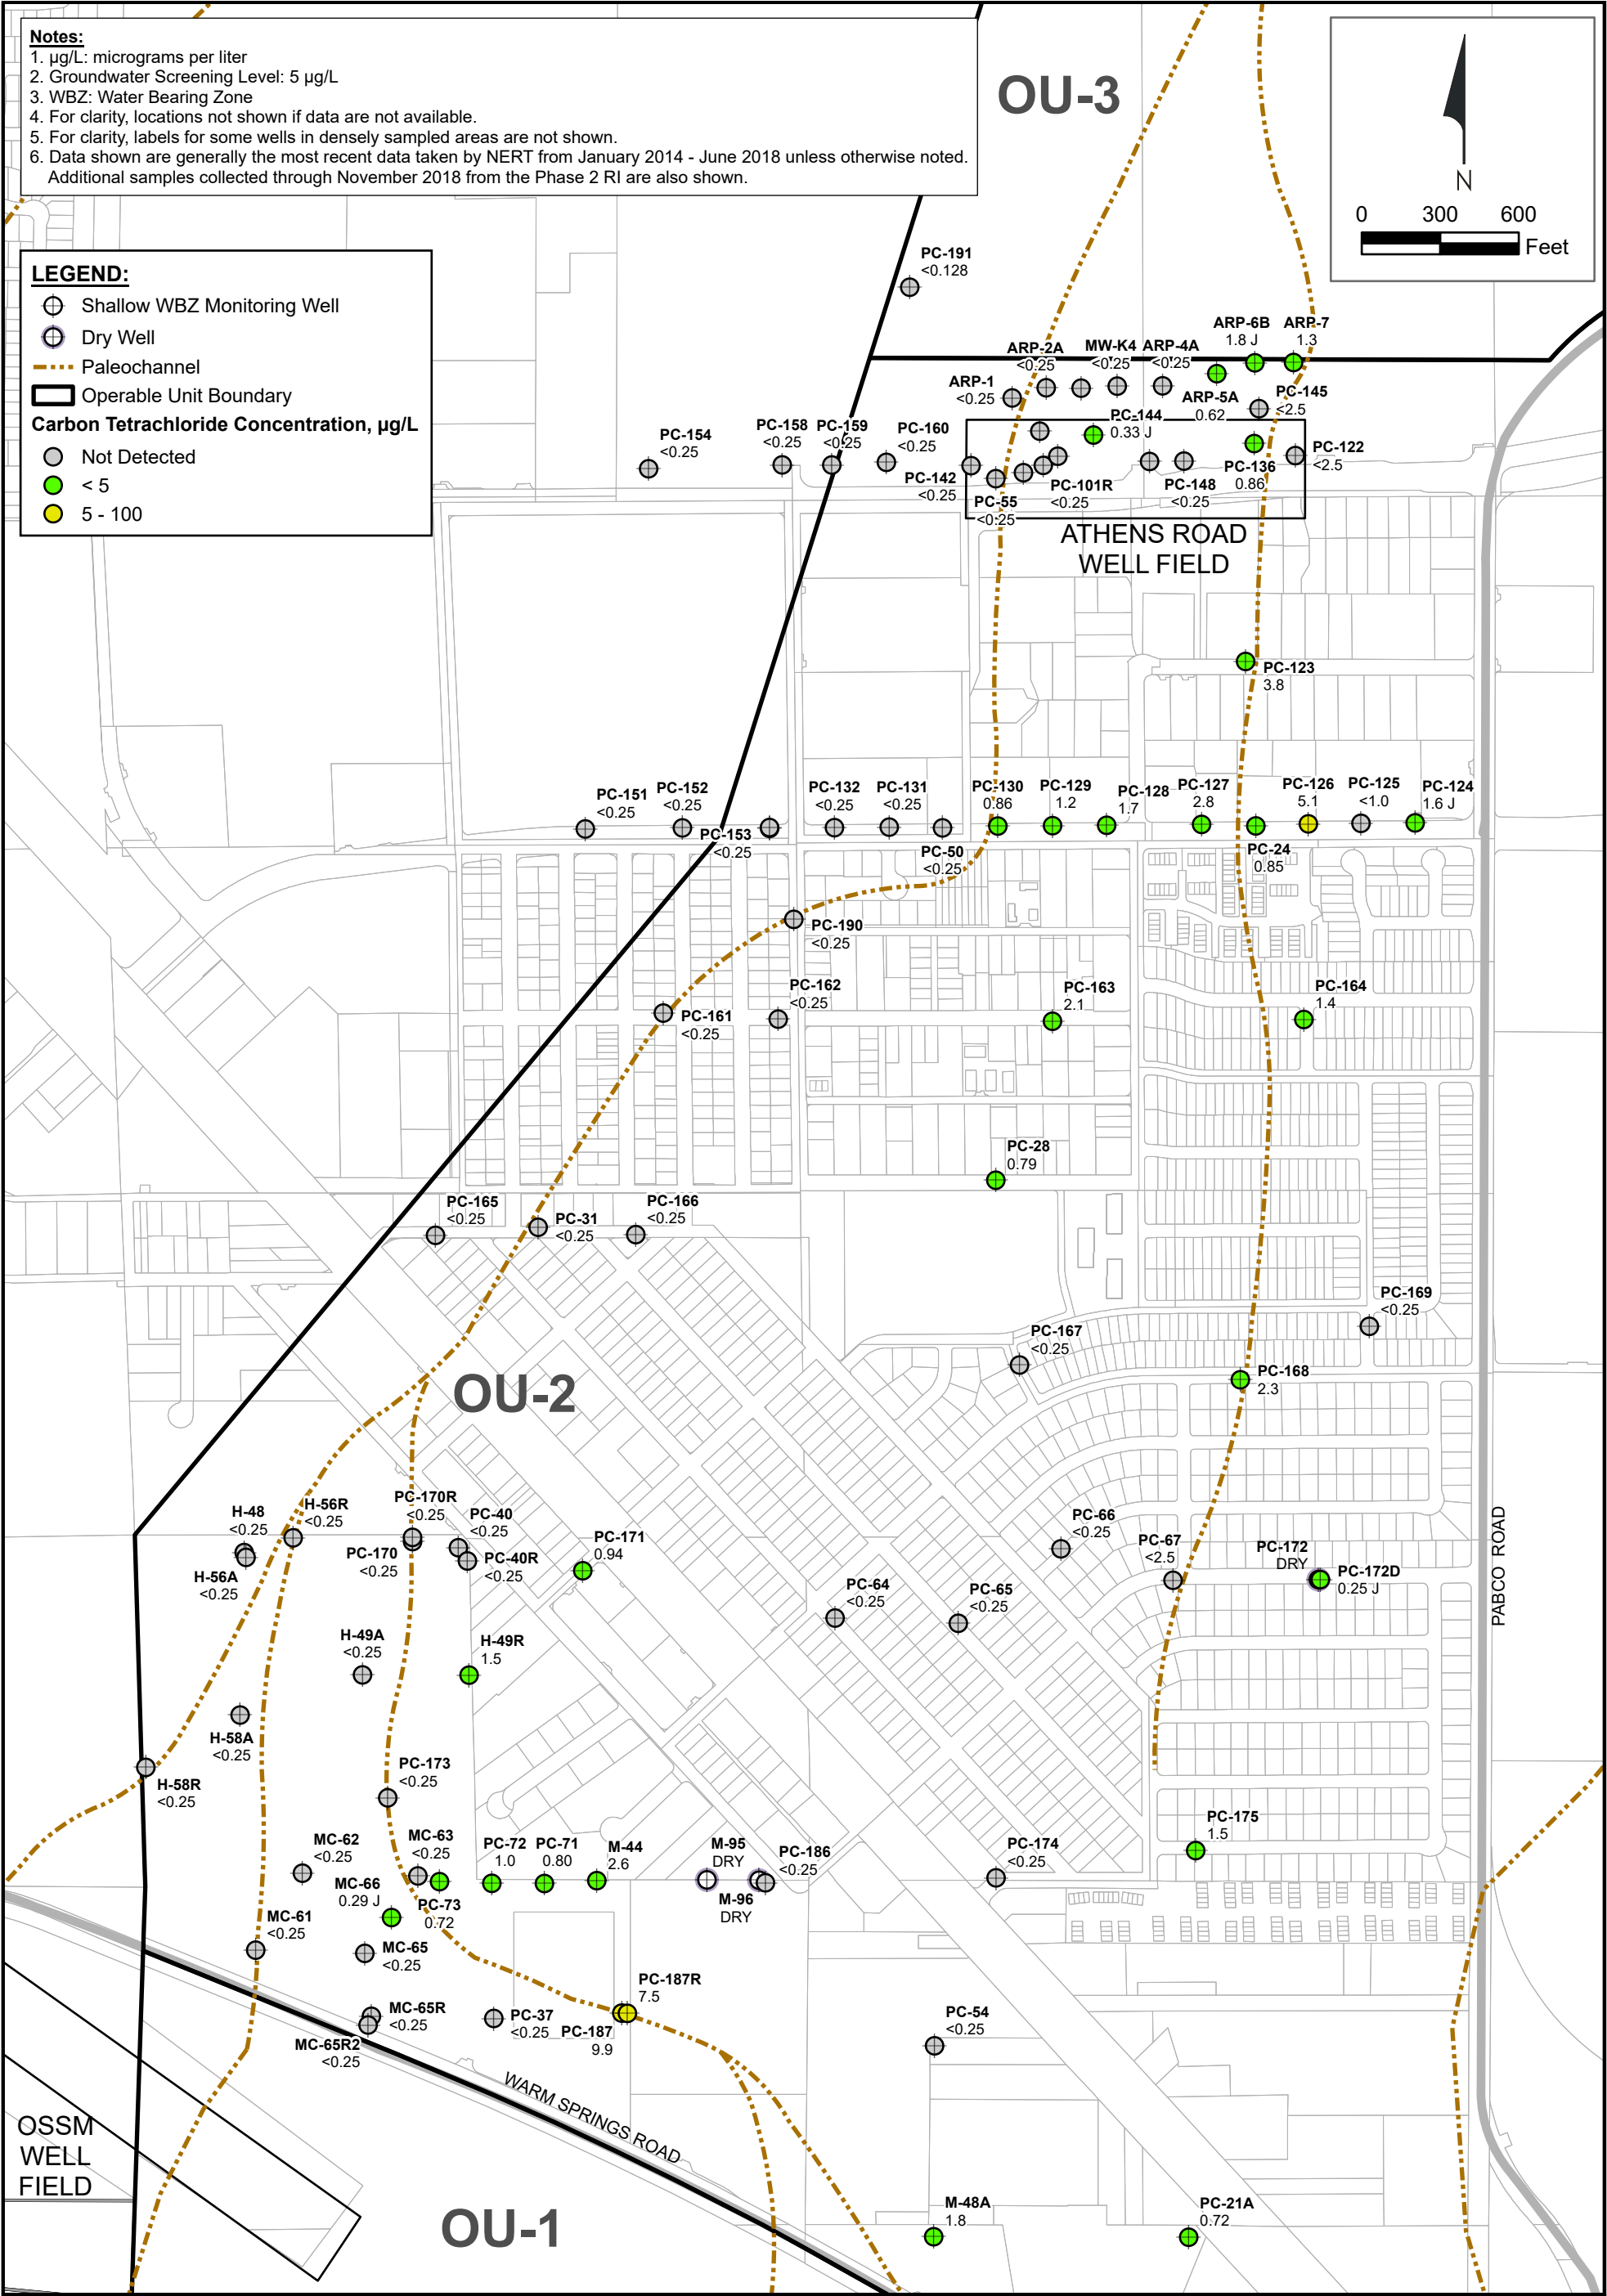 Notes:
1. µg/L: micrograms per liter
2. Groundwater Screening Level: 5 µg/L
3. WBZ: Water Bearing Zone
4. For clarity, locations not shown if data are not available.
5. For clarity, labels for some wells in densely sampled areas are not shown.
6. Data shown are generally the most recent data taken by NERT from January 2014 - June 2018 unless otherwise noted.
Additional samples collected through November 2018 from the Phase 2 RI are also shown.
OU-3
N
0 300 600
Feet
LEGEND:
Shallow WBZ Monitoring Well
Dry Well
Paleochannel
Operable Unit Boundary
Carbon Tetrachloride Concentration, µg/L
Not Detected
< 5
5 - 100
PC-191
<0.128
ARP-6B
1.8 J
ARP-7
1.3
ARP-2A
<0.25
MW-K4
<0.25
ARP-4A
<0.25
ARP-1
<0.25
ARP-5A
0.62
PC-145
<2.5
PC-144
0.33 J
PC-154
<0.25
PC-158
<0.25
PC-159
<0.25
PC-160
<0.25
PC-122
<2.5
PC-142
<0.25
PC-55
<0.25
PC-101R
<0.25
PC-148
<0.25
PC-136
0.86
ATHENS ROAD
WELL FIELD
PC-123
3.8
PC-151
<0.25
PC-152
<0.25
PC-153
<0.25
PC-132
<0.25
PC-131
<0.25
PC-50
<0.25
PC-130
0.86
PC-129
1.2
PC-128
1.7
PC-127
2.8
PC-24
0.85
PC-126
5.1
PC-125
<1.0
PC-124
1.6 J
PC-190
<0.25
PC-161
<0.25
PC-162
<0.25
PC-163
2.1
PC-164
1.4
PC-28
0.79
PC-165
<0.25
PC-31
<0.25
PC-166
<0.25
PC-169
<0.25
PC-167
<0.25
PC-168
2.3
OU-2
H-48
<0.25
H-56R
<0.25
H-56A
<0.25
PC-170R
<0.25
PC-170
<0.25
PC-40
<0.25
PC-40R
<0.25
PC-171
0.94
PC-66
<0.25
PC-67
<2.5
PC-172
DRY
PC-172D
0.25 J
PABCO ROAD
PC-64
<0.25
PC-65
<0.25
H-49A
<0.25
H-49R
1.5
H-58A
<0.25
H-58R
<0.25
PC-173
<0.25
PC-175
1.5
MC-62
<0.25
MC-63
<0.25
PC-72
1.0
PC-71
0.80
M-44
2.6
M-95
DRY
M-96
DRY
PC-186
<0.25
PC-174
<0.25
MC-66
0.29 J
PC-73
0.72
MC-61
<0.25
MC-65
<0.25
PC-187R
7.5
PC-187
9.9
MC-65R
<0.25
MC-65R2
<0.25
PC-37
<0.25
PC-54
<0.25
WARM SPRINGS ROAD
OSSM
WELL
FIELD
OU-1
M-48A
1.8
PC-21A
0.72